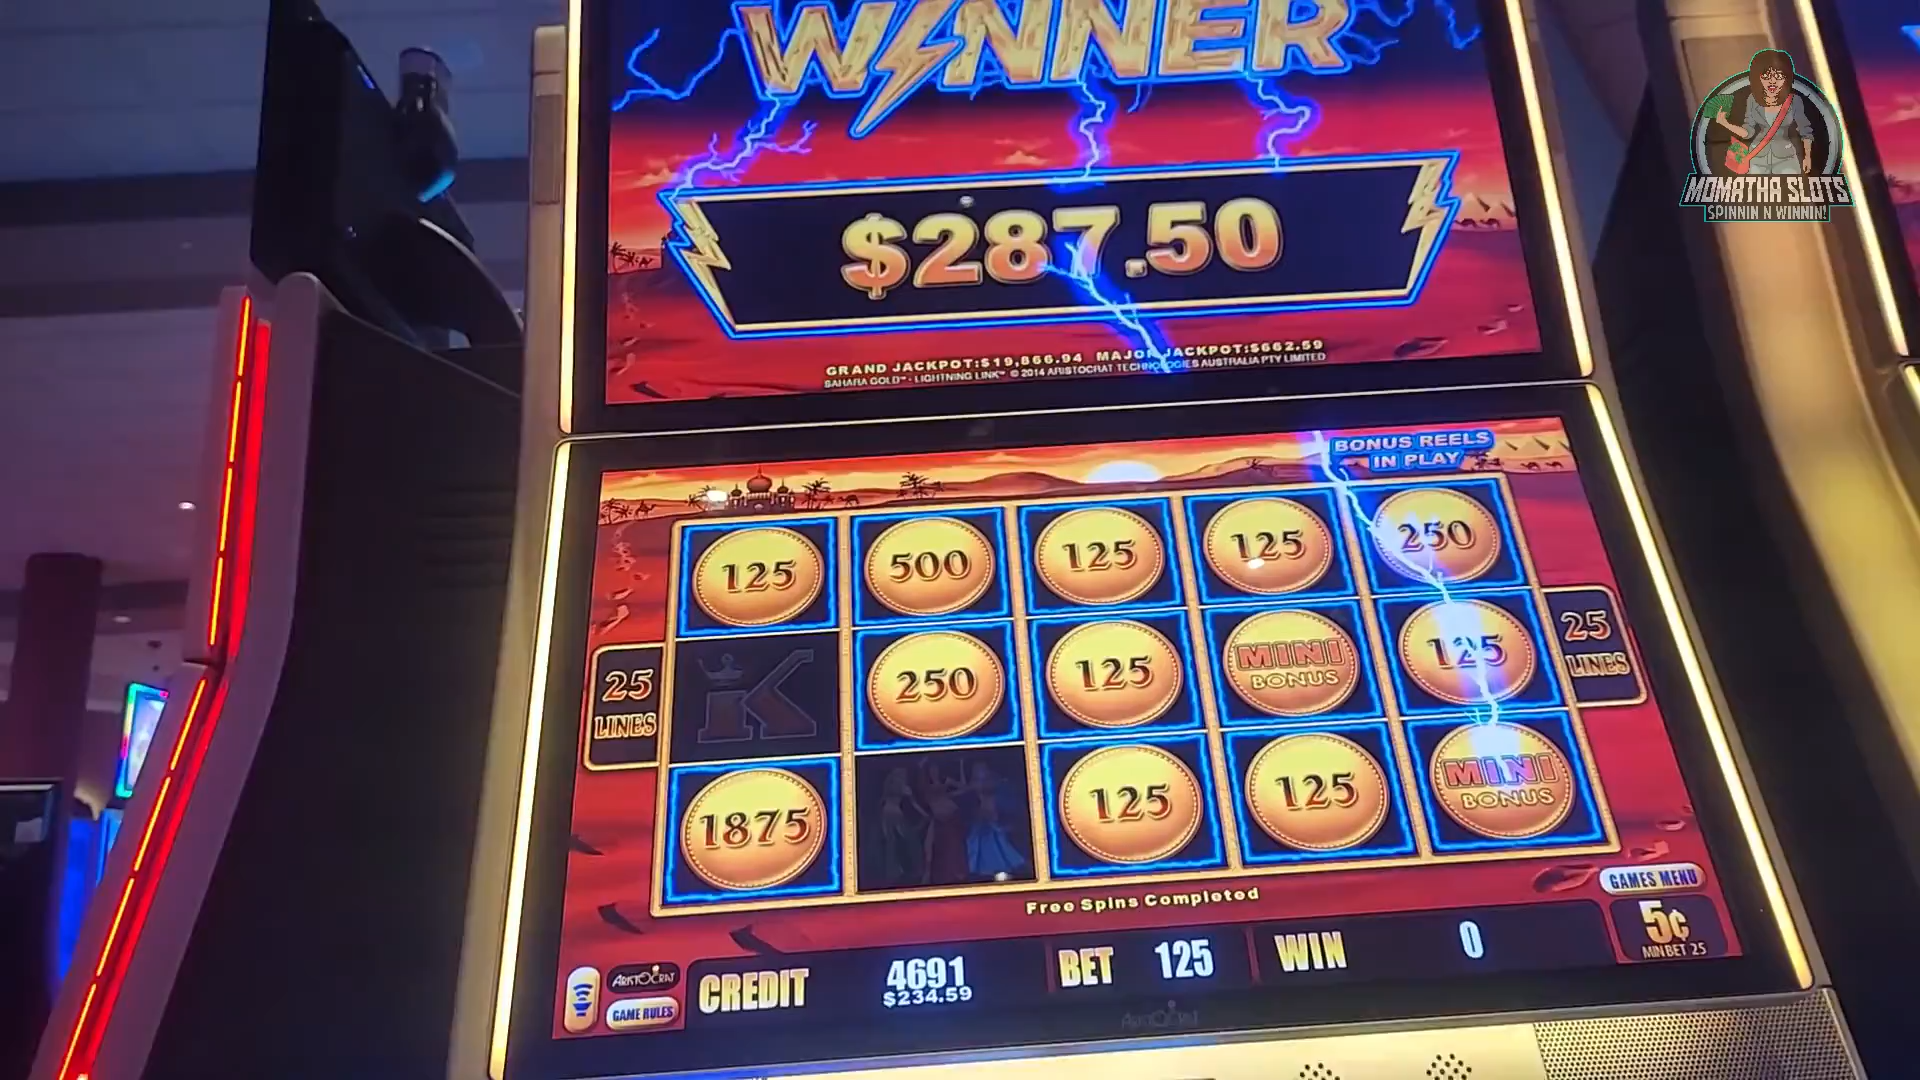 WINNER
MOMATHA SLOTS
SPINNIN N WINNIN!
$287.50
GRAND JACKPOT:$19,866.94 MAJOR JACKPOT:$662.59
SAHARA GOLD™ - LIGHTNING LINK™ © 2014 ARISTOCRAT TECHNOLOGIES AUSTRALIA PTY LIMITED
BONUS REELS
IN PLAY
125 500 125 125 250
25 LINES
K 250 125 MINI BONUS 125
25 LINES
1875 125 125 MINI BONUS
Free Spins Completed
GAMES MENU
5¢
MIN BET 25
ARISTOCRAT
GAME RULES
CREDIT 4691
$234.59
BET 125 WIN 0
ARISTOCRAT